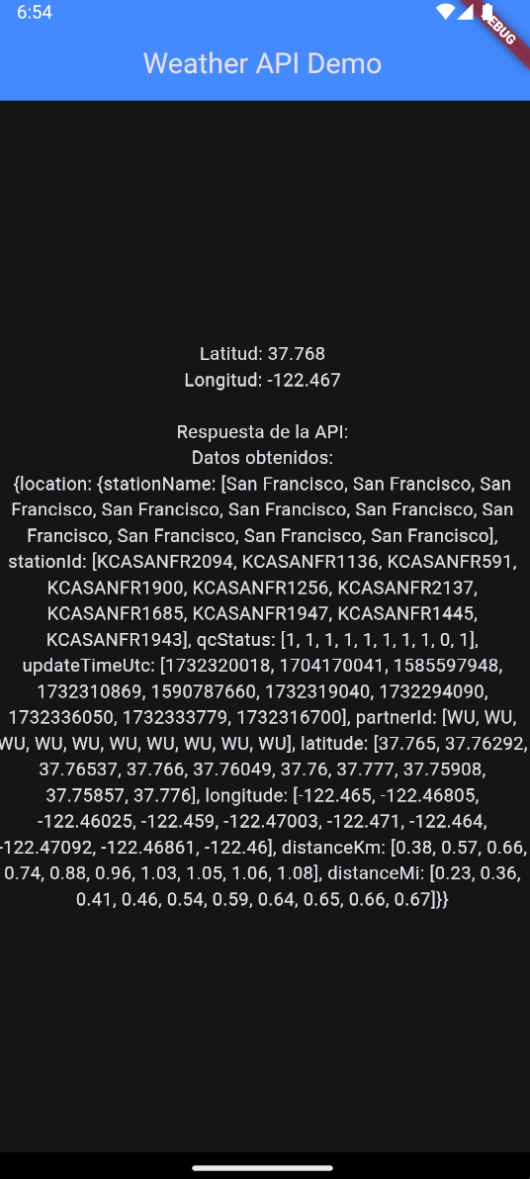 6:54
DEBUG
Weather API Demo
Latitud: 37.768
Longitud: -122.467
Respuesta de la API:
Datos obtenidos:
{location: {stationName: [San Francisco, San Francisco, San
Francisco, San Francisco, San Francisco, San Francisco, San
Francisco, San Francisco, San Francisco, San Francisco],
stationId: [KCASANFR2094, KCASANFR1136, KCASANFR591,
KCASANFR1900, KCASANFR1256, KCASANFR2137,
KCASANFR1685, KCASANFR1947, KCASANFR1445,
KCASANFR1943], qcStatus: [1, 1, 1, 1, 1, 1, 1, 1, 0, 1],
updateTimeUtc: [1732320018, 1704170041, 1585597948,
1732310869, 1590787660, 1732319040, 1732294090,
1732336050, 1732333779, 1732316700], partnerId: [WU, WU,
WU, WU, WU, WU, WU, WU, WU, WU], latitude: [37.765, 37.76292,
37.76537, 37.766, 37.76049, 37.76, 37.777, 37.75908,
37.75857, 37.776], longitude: [-122.465, -122.46805,
-122.46025, -122.459, -122.47003, -122.471, -122.464,
-122.47092, -122.46861, -122.46], distanceKm: [0.38, 0.57, 0.66,
0.74, 0.88, 0.96, 1.03, 1.05, 1.06, 1.08], distanceMi: [0.23, 0.36,
0.41, 0.46, 0.54, 0.59, 0.64, 0.65, 0.66, 0.67]}}